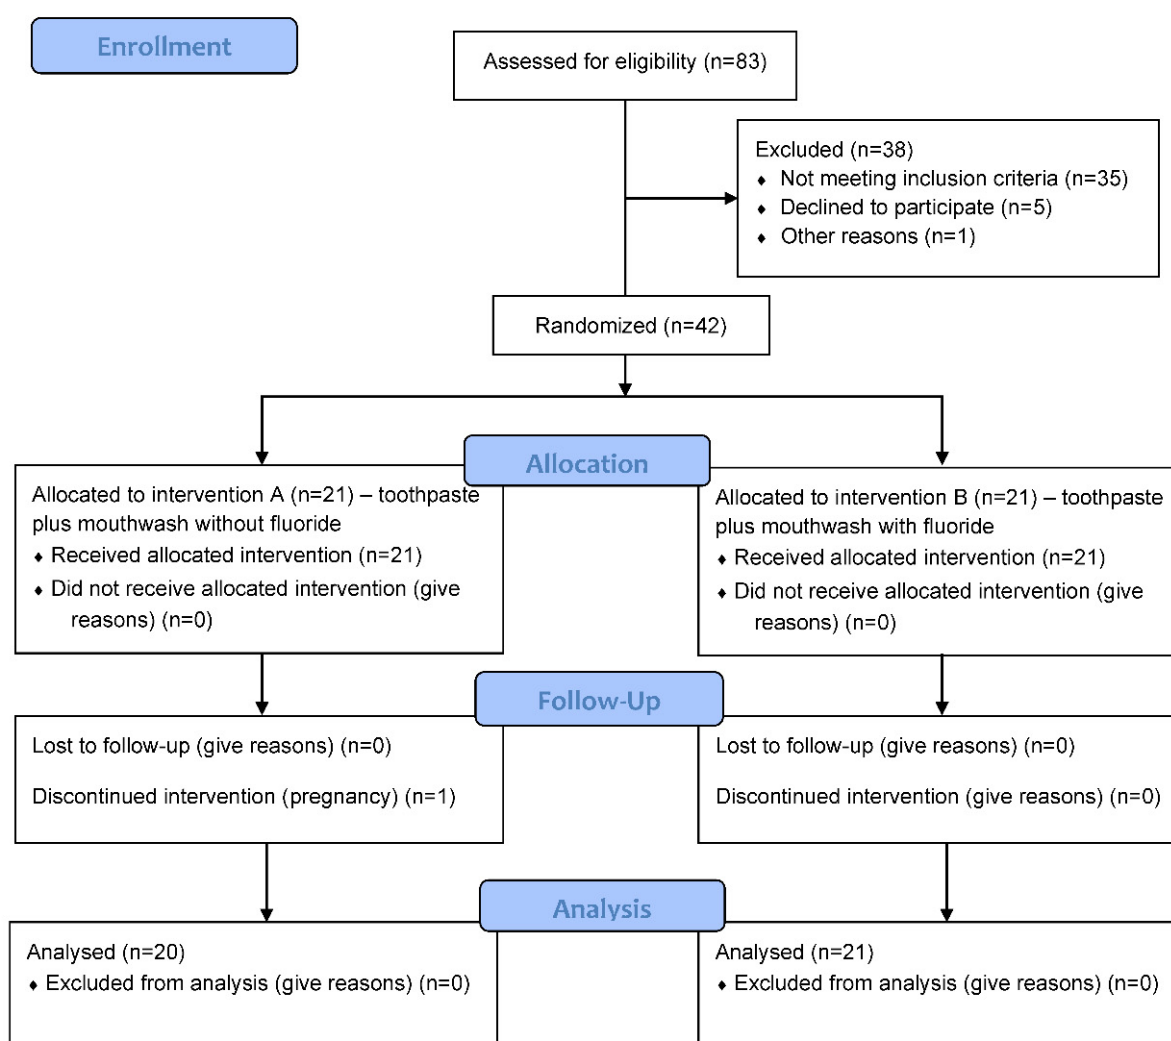 Enrollment
Assessed for eligibility (n=83)
Excluded (n=38)
♦ Not meeting inclusion criteria (n=35)
♦ Declined to participate (n=5)
♦ Other reasons (n=1)
Randomized (n=42)
Allocation
Allocated to intervention A (n=21) – toothpaste
plus mouthwash without fluoride
♦ Received allocated intervention (n=21)
♦ Did not receive allocated intervention (give
reasons) (n=0)
Allocated to intervention B (n=21) – toothpaste
plus mouthwash with fluoride
♦ Received allocated intervention (n=21)
♦ Did not receive allocated intervention (give
reasons) (n=0)
Follow-Up
Lost to follow-up (give reasons) (n=0)
Discontinued intervention (pregnancy) (n=1)
Lost to follow-up (give reasons) (n=0)
Discontinued intervention (give reasons) (n=0)
Analysis
Analysed (n=20)
♦ Excluded from analysis (give reasons) (n=0)
Analysed (n=21)
♦ Excluded from analysis (give reasons) (n=0)